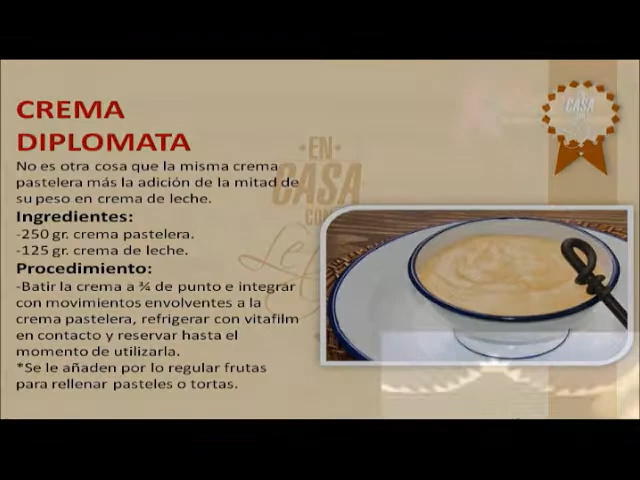 CREMA
DIPLOMATA
No es otra cosa que la misma crema
pastelera más la adición de la mitad de
su peso en crema de leche.
Ingredientes:
-250 gr. crema pastelera.
-125 gr. crema de leche.
Procedimiento:
-Batir la crema a ¾ de punto e integrar
con movimientos envolventes a la
crema pastelera, refrigerar con vitafilm
en contacto y reservar hasta el
momento de utilizarla.
*Se le añaden por lo regular frutas
para rellenar pasteles o tortas.
·EN·
CASA
CON
CASA